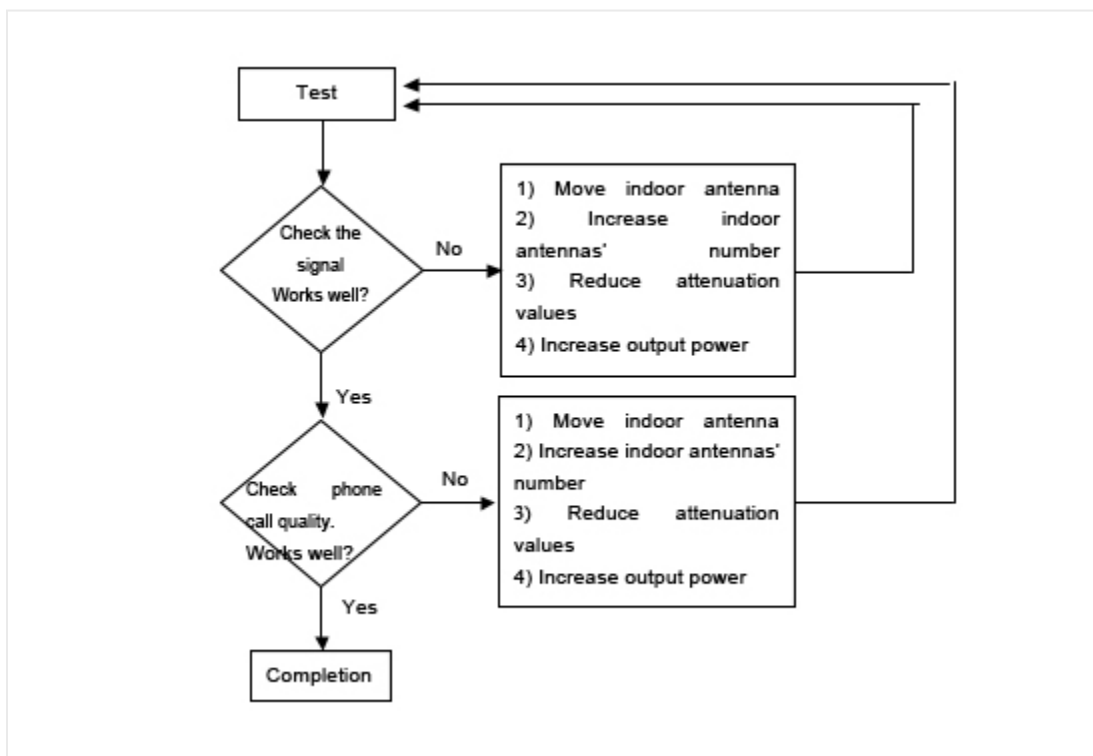 Test
Check the
signal
Works well?
No
1) Move indoor antenna
2) Increase indoor
antennas' number
3) Reduce attenuation
values
4) Increase output power
Yes
Check phone
call quality.
Works well?
No
1) Move indoor antenna
2) Increase indoor antennas'
number
3) Reduce attenuation
values
4) Increase output power
Yes
Completion